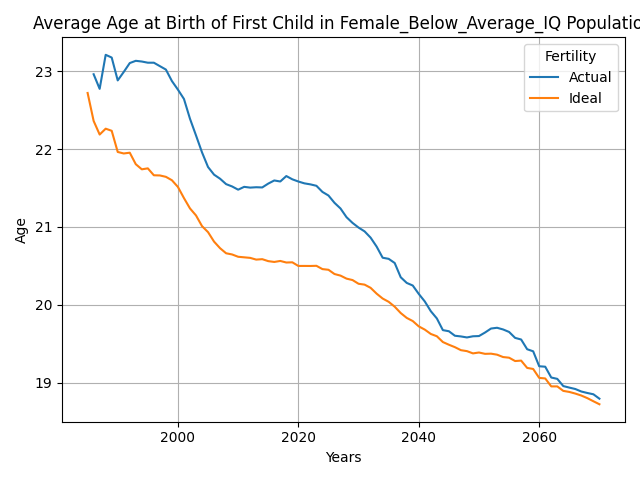 Average Age at Birth of First Child in Female_Below_Average_IQ Populatio
Fertility
Actual
Ideal
23
22
21
20
19
Age
2000
2020
2040
2060
Years